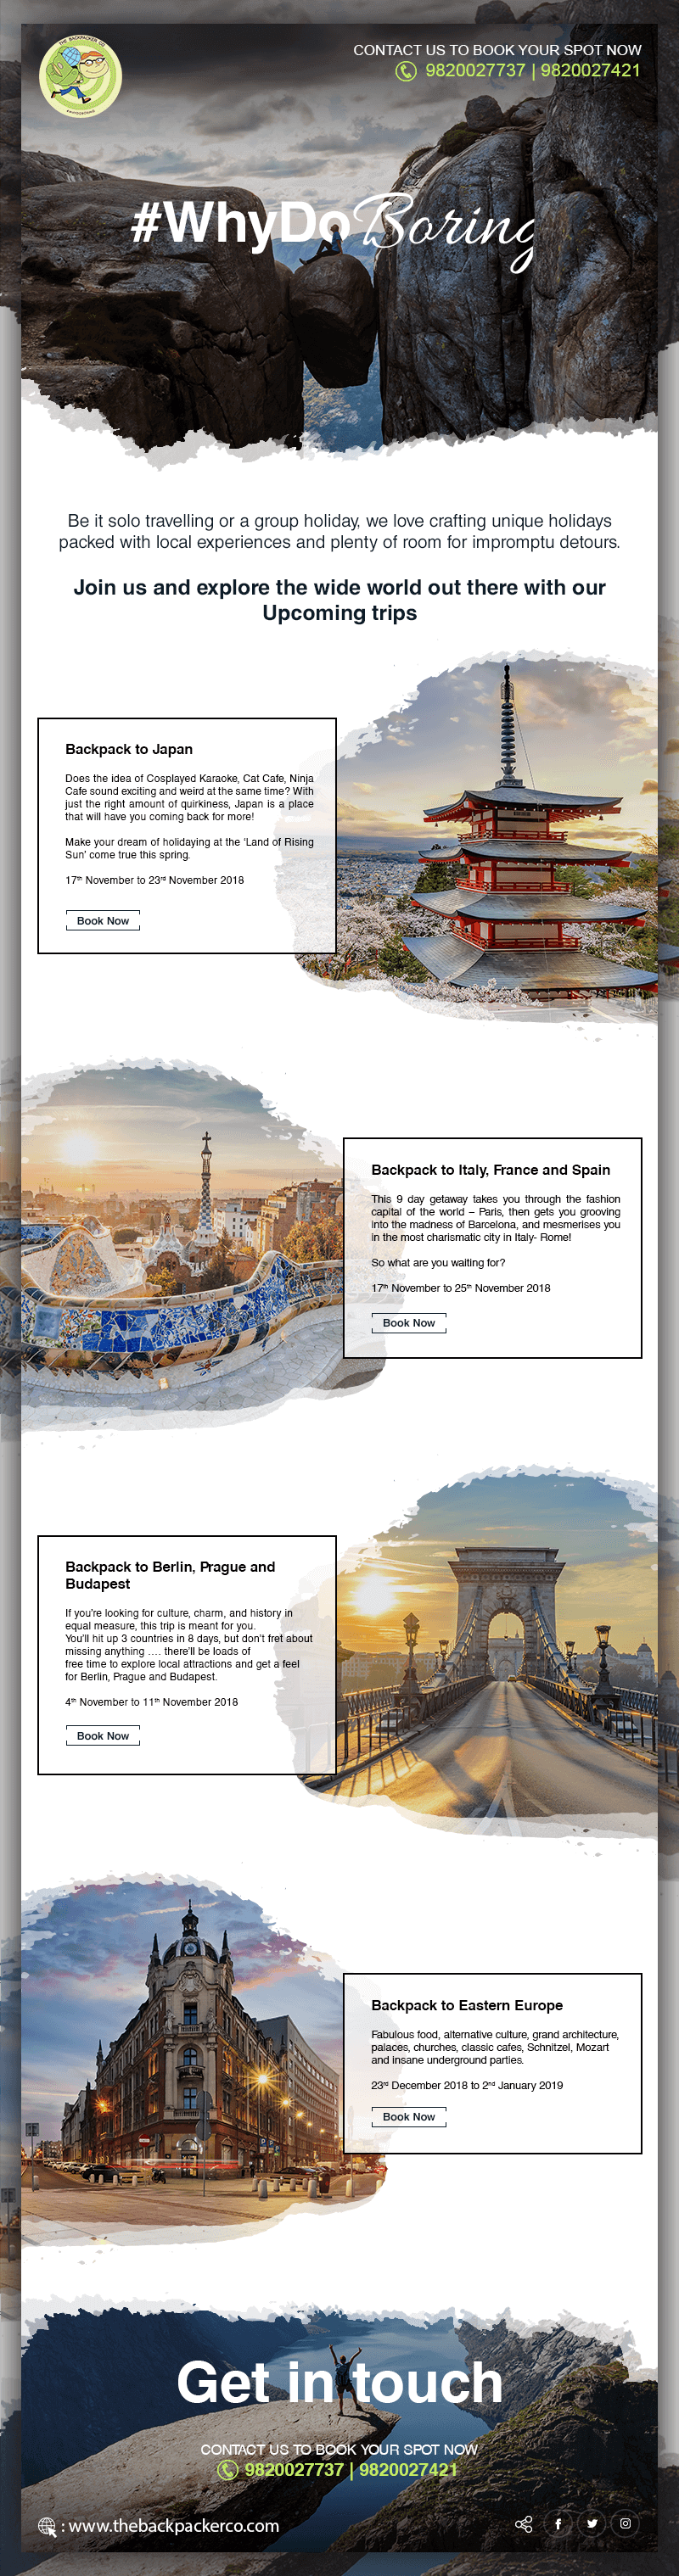 THE BACKPACKER CO
#WHYDOBORING
CONTACT US TO BOOK YOUR SPOT NOW
9820027737 | 9820027421
#WhyDoBoring
Be it solo travelling or a group holiday, we love crafting unique holidays
packed with local experiences and plenty of room for impromptu detours.
Join us and explore the wide world out there with our
Upcoming trips
Backpack to Japan
Does the idea of Cosplayed Karaoke, Cat Cafe, Ninja
Cafe sound exciting and weird at the same time? With
just the right amount of quirkiness, Japan is a place
that will have you coming back for more!
Make your dream of holidaying at the 'Land of Rising
Sun' come true this spring.
17th November to 23rd November 2018
Book Now
Backpack to Italy, France and Spain
This 9 day getaway takes you through the fashion
capital of the world – Paris, then gets you grooving
into the madness of Barcelona, and mesmerises you
in the most charismatic city in Italy- Rome!
So what are you waiting for?
17th November to 25th November 2018
Book Now
Backpack to Berlin, Prague and
Budapest
If you're looking for culture, charm, and history in
equal measure, this trip is meant for you.
You'll hit up 3 countries in 8 days, but don't fret about
missing anything .... there'll be loads of
free time to explore local attractions and get a feel
for Berlin, Prague and Budapest.
4th November to 11th November 2018
Book Now
Backpack to Eastern Europe
Fabulous food, alternative culture, grand architecture,
palaces, churches, classic cafes, Schnitzel, Mozart
and insane underground parties.
23rd December 2018 to 2nd January 2019
Book Now
Get in touch
CONTACT US TO BOOK YOUR SPOT NOW
9820027737 | 9820027421
: www.thebackpackerco.com